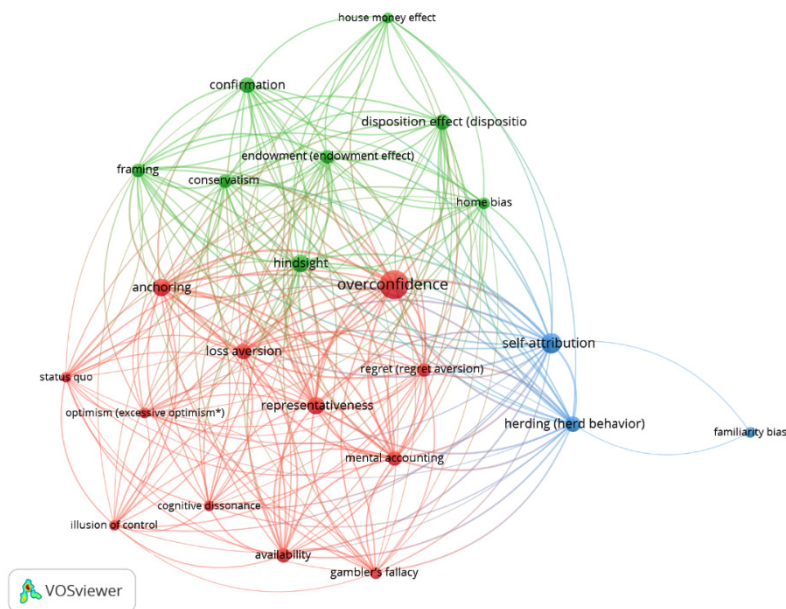 house money effect
confirmation
disposition effect (dispositio
endowment (endowment effect)
framing
conservatism
home bias
hindsight
overconfidence
anchoring
self-attribution
loss aversion
regret (regret aversion)
status quo
representativeness
optimism (excessive optimism*)
herding (herd behavior)
familiarity bias
mental accounting
cognitive dissonance
illusion of control
availability
gambler's fallacy
VOSviewer